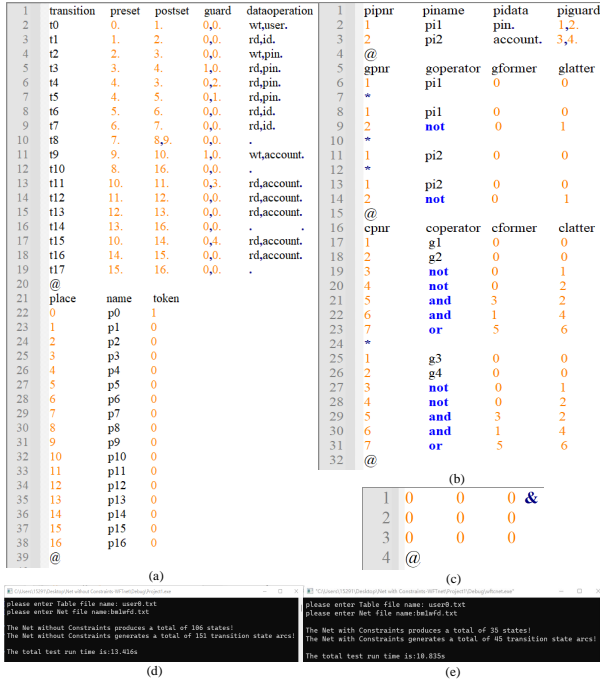 1 transition preset postset guard dataoperation
2 t0 0. 1. 0,0. wt,user.
3 t1 1. 2. 0,0. rd,id.
4 t2 2. 3. 0,0. wt,pin.
5 t3 3. 4. 1,0. rd,pin.
6 t4 4. 3. 0,2. rd,pin.
7 t5 4. 5. 0,1. rd,pin.
8 t6 5. 6. 0,0. rd,id.
9 t7 6. 7. 0,0. rd,id.
10 t8 7. 8,9. 0,0. .
11 t9 9. 10. 1,0. wt,account.
12 t10 8. 16. 0,0. .
13 t11 10. 11. 0,3. rd,account.
14 t12 11. 12. 0,0. rd,account.
15 t13 12. 13. 0,0. rd,account.
16 t14 13. 16. 0,0. . .
17 t15 10. 14. 0,4. rd,account.
18 t16 14. 15. 0,0. rd,account.
19 t17 15. 16. 0,0. .
20 @
21 place name token
22 0 p0 1
23 1 p1 0
24 2 p2 0
25 3 p3 0
26 4 p4 0
27 5 p5 0
28 6 p6 0
29 7 p7 0
30 8 p8 0
31 9 p9 0
32 10 p10 0
33 11 p11 0
34 12 p12 0
35 13 p13 0
36 14 p14 0
37 15 p15 0
38 16 p16 0
39 @
(a)
1 pipnr piname pidata piguard
2 1 pi1 pin. 1,2.
3 2 pi2 account. 3,4.
4 @
5 gpnr goperator gformer glatter
6 1 pi1 0 0
7 *
8 1 pi1 0 0
9 2 not 0 1
10 *
11 1 pi2 0 0
12 *
13 1 pi2 0 0
14 2 not 0 1
15 @
16 cpnr coperator cformer clatter
17 1 g1 0 0
18 2 g2 0 0
19 3 not 0 1
20 4 not 0 2
21 5 and 3 2
22 6 and 1 4
23 7 or 5 6
24 *
25 1 g3 0 0
26 2 g4 0 0
27 3 not 0 1
28 4 not 0 2
29 5 and 3 2
30 6 and 1 4
31 7 or 5 6
32 @
(b)
1 0 0 0 &
2 0 0 0
3 0 0 0
4 @
(c)
please enter Table file name: user0.txt
please enter Net file name:bm1wfd.txt
The Net without Constraints produces a total of 106 states!
The Net without Constraints generates a total of 151 transition state arcs!
The total test run time is:13.416s
(d)
please enter Table file name: user0.txt
please enter Net file name:bm1wfd.txt
The Net with Constraints produces a total of 35 states!
The Net with Constraints generates a total of 45 transition state arcs!
The total test run time is:10.835s
(e)